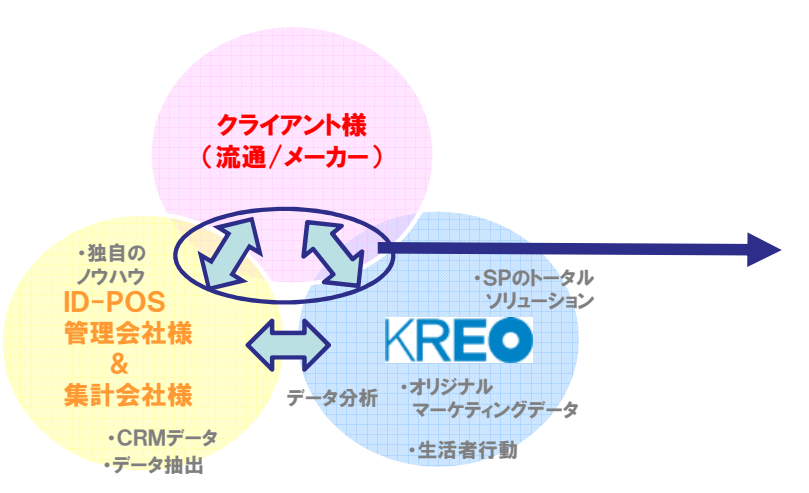 クライアント様
（流通/メーカー）
・独自の
ノウハウ
ID-POS
管理会社様
&
集計会社様
・CRMデータ
・データ抽出
データ分析
・SPのトータル
ソリューション
KREO
・オリジナル
マーケティングデータ
・生活者行動